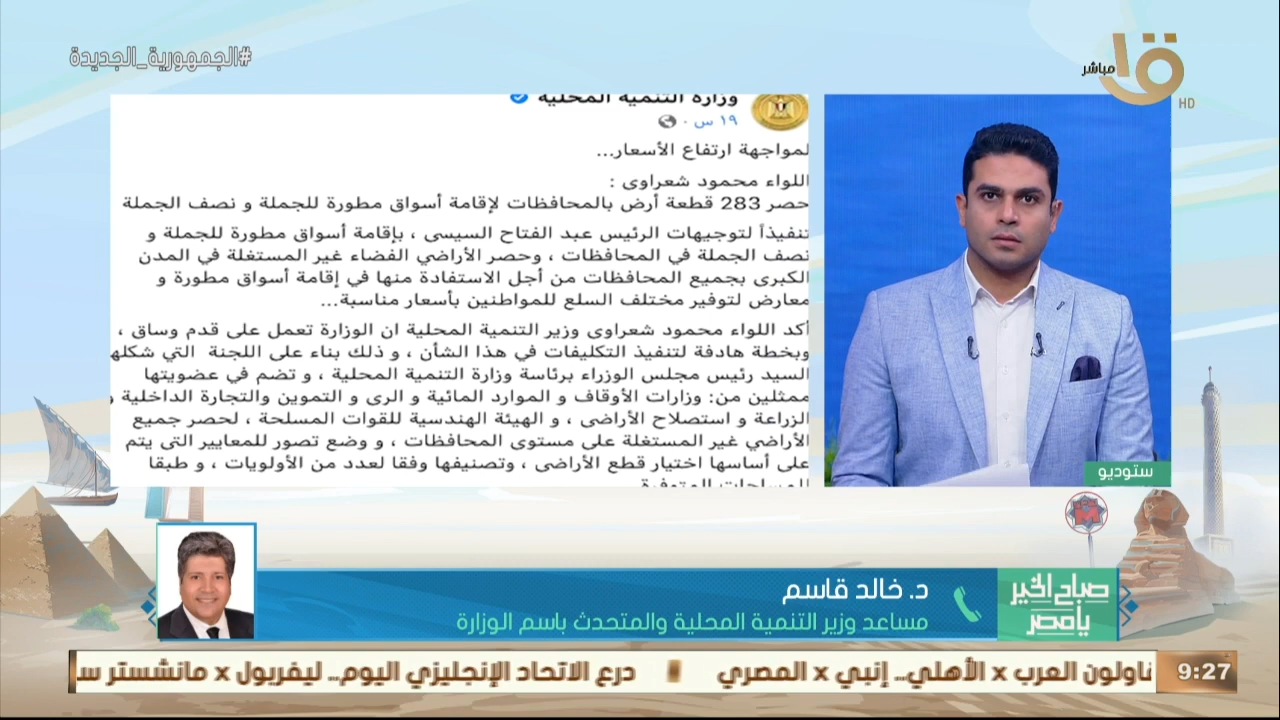 #الجمهورية_الجديدة
مباشر
HD
وزارة التنمية المحلية
١٩ س
لمواجهة ارتفاع الأسعار...
اللواء محمود شعراوى :
حصر 283 قطعة أرض بالمحافظات لإقامة أسواق مطورة للجملة و نصف الجملة
تنفيذاً لتوجيهات الرئيس عبد الفتاح السيسى ، بإقامة أسواق مطورة للجملة و
نصف الجملة في المحافظات ، وحصر الأراضي الفضاء غير المستغلة في المدن
الكبرى بجميع المحافظات من أجل الاستفادة منها في إقامة أسواق مطورة و
معارض لتوفير مختلف السلع للمواطنين بأسعار مناسبة...
أكد اللواء محمود شعراوى وزير التنمية المحلية ان الوزارة تعمل على قدم وساق ،
وبخطة هادفة لتنفيذ التكليفات في هذا الشأن ، و ذلك بناء على اللجنة التي شكلها
السيد رئيس مجلس الوزراء برئاسة وزارة التنمية المحلية ، و تضم في عضويتها
ممثلين من: وزارات الأوقاف و الموارد المائية و الرى و التموين والتجارة الداخلية و
الزراعة و استصلاح الأراضى ، و الهيئة الهندسية للقوات المسلحة ، لحصر جميع
الأراضي غير المستغلة على مستوى المحافظات ، و وضع تصور للمعايير التى يتم
على أساسها اختيار قطع الأراضى ، وتصنيفها وفقا لعدد من الأولويات ، و طبقا
للمساحات المتوفرة
ستوديو
صباح الخير
يا مصر
د. خالد قاسم
مساعد وزير التنمية المحلية والمتحدث باسم الوزارة
9:27
قاولون العرب x الأهلي.. إنبي x المصري
درع الاتحاد الإنجليزي اليوم.. ليفربول x مانشستر س